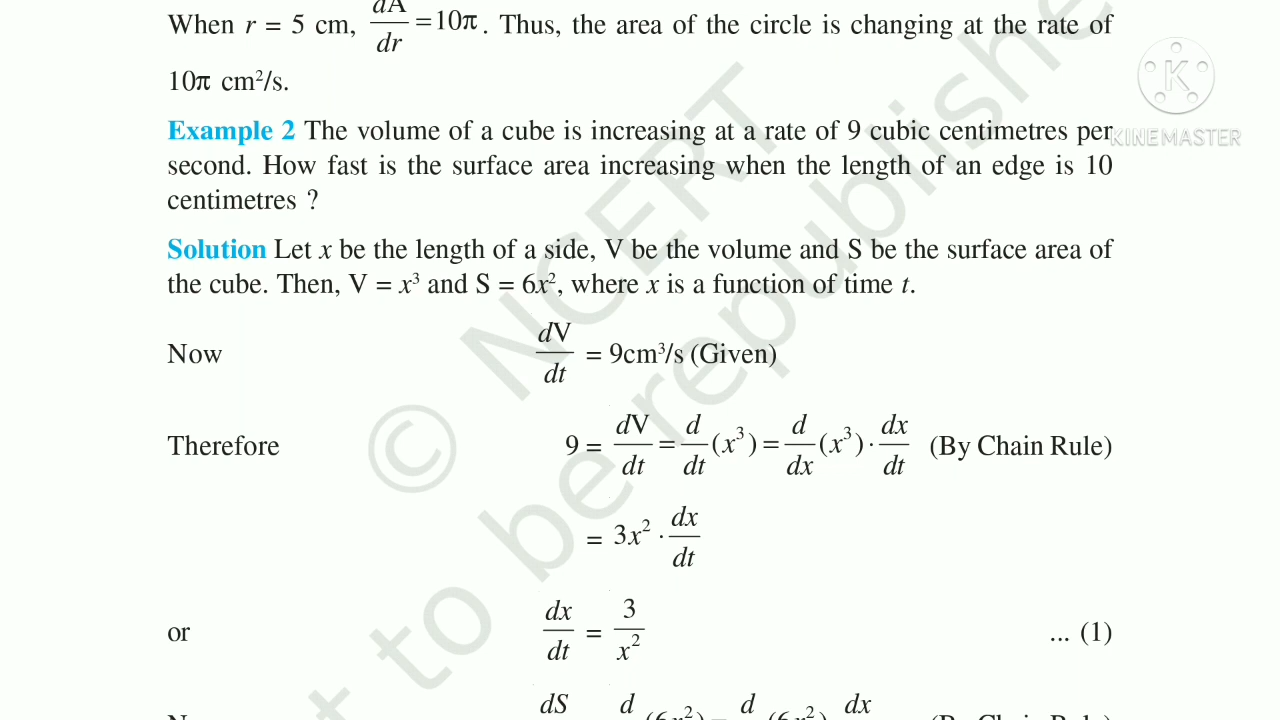 When r = 5 cm, dA/dr = 10π. Thus, the area of the circle is changing at the rate of
10π cm²/s.
K
KINEMASTER
Example 2 The volume of a cube is increasing at a rate of 9 cubic centimetres per
second. How fast is the surface area increasing when the length of an edge is 10
centimetres ?
Solution Let x be the length of a side, V be the volume and S be the surface area of
the cube. Then, V = x³ and S = 6x², where x is a function of time t.
Now dV/dt = 9cm³/s (Given)
Therefore 9 = dV/dt = d/dt (x³) = d/dx (x³) · dx/dt (By Chain Rule)
= 3x² · dx/dt
or dx/dt = 3/x² ... (1)
dS d d dx
© NCERT
to be republishe